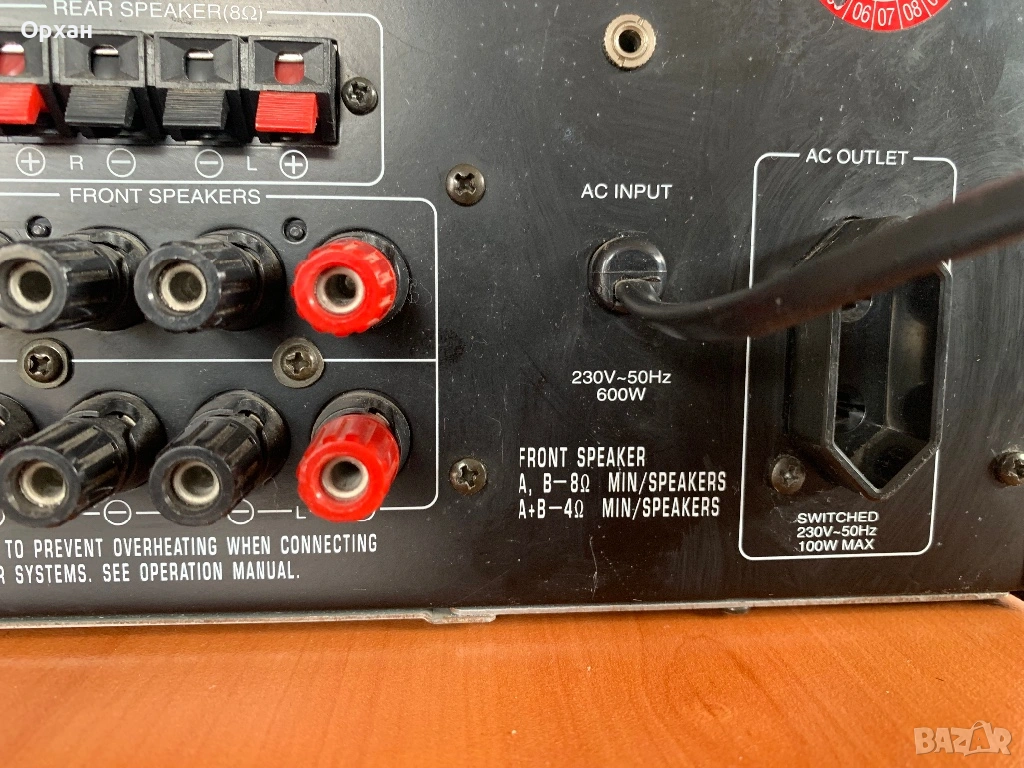 Орхан
REAR SPEAKER(8Ω)
06 07 08
+ R − − L +
FRONT SPEAKERS
AC INPUT
AC OUTLET
230V~50Hz
600W
FRONT SPEAKER
A, B–8Ω MIN/SPEAKERS
A+B–4Ω MIN/SPEAKERS
− − L
SWITCHED
230V~50Hz
100W MAX
TO PREVENT OVERHEATING WHEN CONNECTING
R SYSTEMS. SEE OPERATION MANUAL.
BAZAR